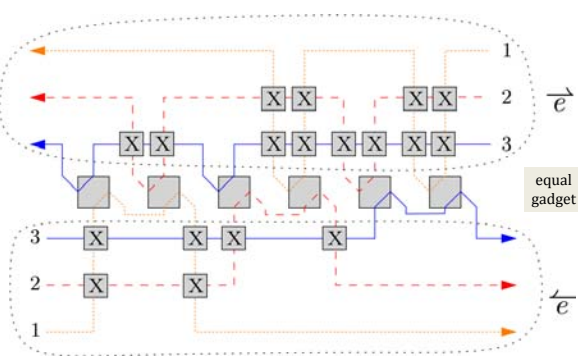 1
X X X X 2
e
X X X X X X X X 3
equal
gadget
3 X X X X
2 X X
e
1